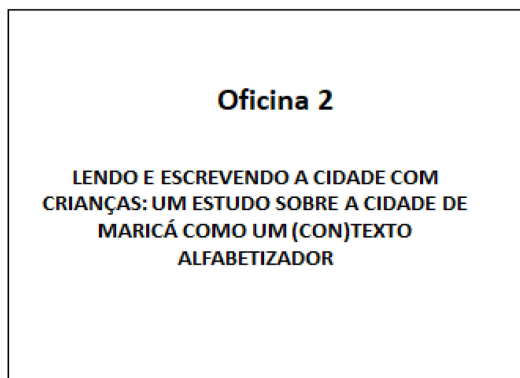 Oficina 2
LENDO E ESCREVENDO A CIDADE COM
CRIANÇAS: UM ESTUDO SOBRE A CIDADE DE
MARICÁ COMO UM (CON)TEXTO
ALFABETIZADOR